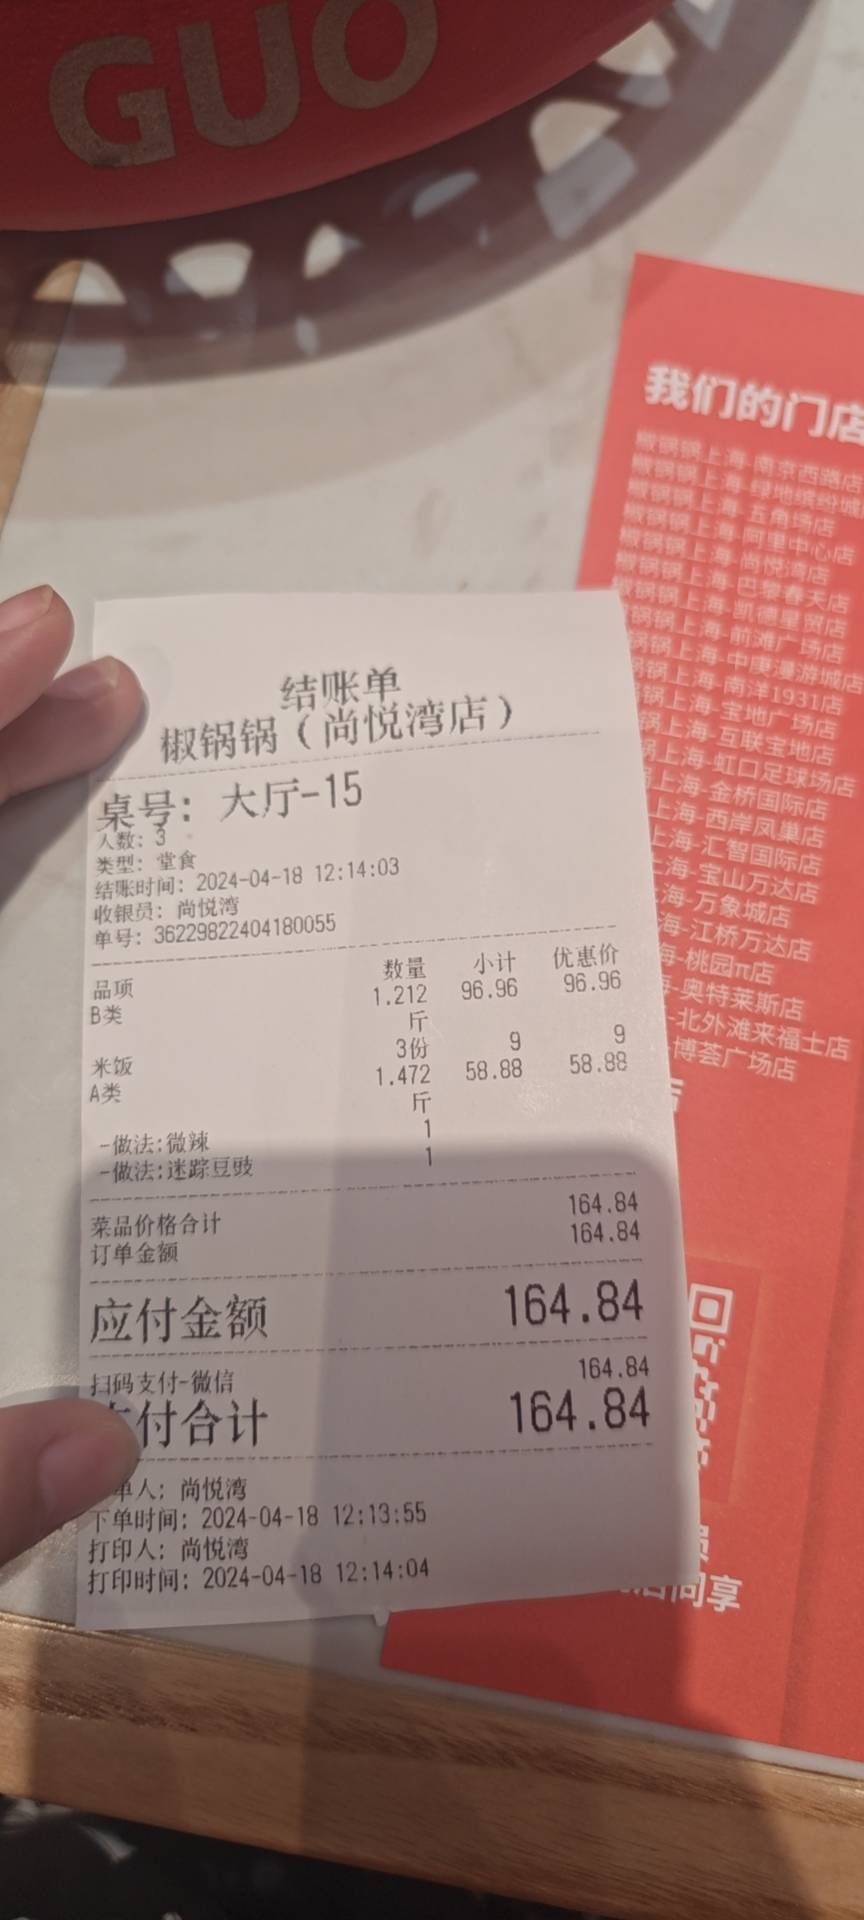 GUO
我们的门店
椒锅锅上海-南京西路店
椒锅锅上海-绿地缤纷城
椒锅锅上海-五角场店
椒锅锅上海-阿里中心店
椒锅锅上海-尚悦湾店
椒锅锅上海-巴黎春天店
椒锅锅上海-凯德星贸店
锅锅上海-前滩广场店
锅锅上海-中庚漫游城店
锅锅上海-南洋1931店
锅上海-宝地广场店
锅上海-互联宝地店
上海-虹口足球场店
上海-金桥国际店
上海-西岸凤巢店
上海-汇智国际店
海-宝山万达店
海-万象城店
海-江桥万达店
海-桃园π店
-奥特莱斯店
-北外滩来福士店
博荟广场店
店
同享
结账单
椒锅锅（尚悦湾店）
桌号：大厅-15
人数：3
类型：堂食
结账时间：2024-04-18 12:14:03
收银员：尚悦湾
单号：36229822404180055
品项 数量 小计 优惠价
B类 1.212斤 96.96 96.96
米饭 3份 9 9
A类 1.472斤 58.88 58.88
-做法:微辣 1
-做法:迷踪豆豉 1
菜品价格合计 164.84
订单金额 164.84
应付金额 164.84
扫码支付-微信 164.84
付合计 164.84
单人：尚悦湾
下单时间：2024-04-18 12:13:55
打印人：尚悦湾
打印时间：2024-04-18 12:14:04